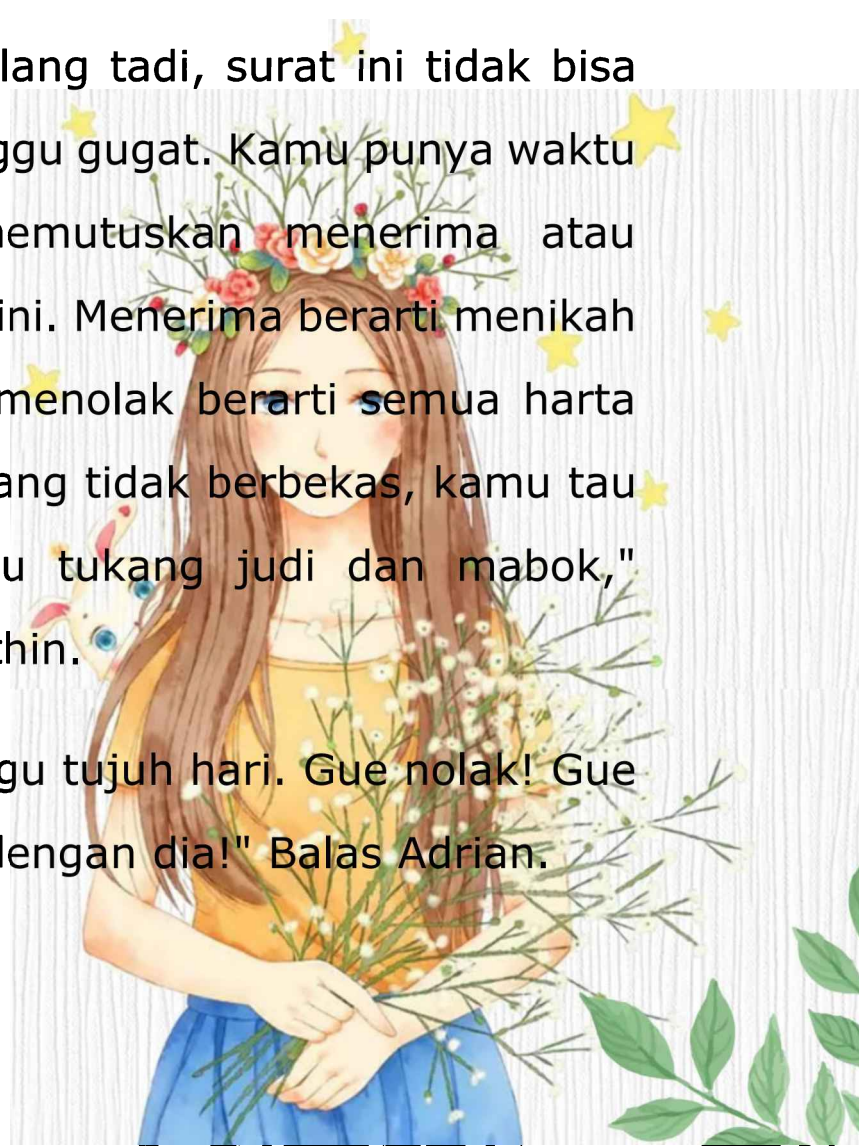 lang tadi, surat ini tidak bisa
ggu gugat. Kamu punya waktu
emutuskan menerima atau
ini. Menerima berarti menikah
menolak berarti semua harta
ang tidak berbekas, kamu tau
u tukang judi dan mabok,"
thin.
gu tujuh hari. Gue nolak! Gue
dengan dia!" Balas Adrian.